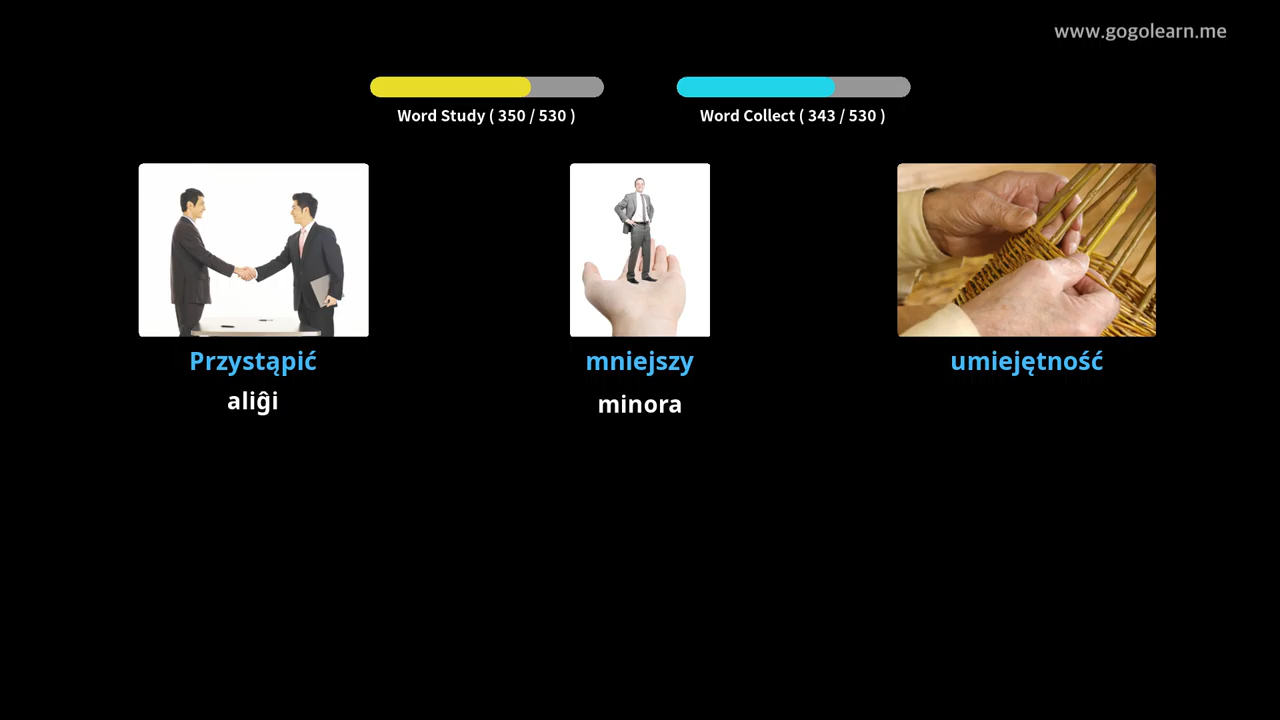 www.gogolearn.me
Word Study ( 350 / 530 )
Word Collect ( 343 / 530 )
Przystąpić
mniejszy
umiejętność
aliĝi
minora